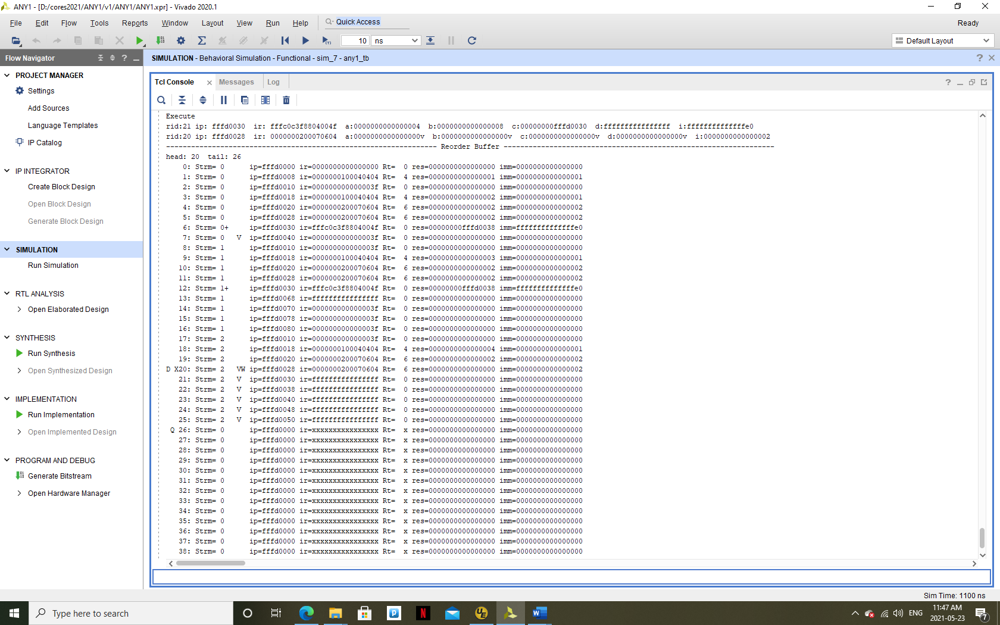 ANY1 - [D:/cores2021/ANY1/v1/ANY1/ANY1.xpr] - Vivado 2020.1
File Edit Flow Tools Reports Window Layout View Run Help Quick Access Ready
10 ns Default Layout
Flow Navigator
SIMULATION - Behavioral Simulation - Functional - sim_7 - any1_tb
PROJECT MANAGER
Settings
Add Sources
Language Templates
IP Catalog
IP INTEGRATOR
Create Block Design
Open Block Design
Generate Block Design
SIMULATION
Run Simulation
RTL ANALYSIS
Open Elaborated Design
SYNTHESIS
Run Synthesis
Open Synthesized Design
IMPLEMENTATION
Run Implementation
Open Implemented Design
PROGRAM AND DEBUG
Generate Bitstream
Open Hardware Manager
Tcl Console Messages Log
Execute
rid:21 ip: fffd0030 ir: fffc0c3f8804004f a:0000000000000004 b:0000000000000008 c:00000000fffd0030 d:ffffffffffffffff i:ffffffffffffffe0
rid:20 ip: fffd0028 ir: 0000000200070604 a:000000000000000v b:000000000000000v c:000000000000000v d:000000000000000v i:0000000000000002
----------------------------------------------------------------- Reorder Buffer -----------------------------------------------------------------
head: 20 tail: 26
0: Strm= 0 ip=fffd0000 ir=0000000000000000 Rt= 0 res=0000000000000000 imm=0000000000000000
1: Strm= 0 ip=fffd0008 ir=0000000100040404 Rt= 4 res=0000000000000001 imm=0000000000000001
2: Strm= 0 ip=fffd0010 ir=000000000000003f Rt= 0 res=0000000000000000 imm=0000000000000000
3: Strm= 0 ip=fffd0018 ir=0000000100040404 Rt= 4 res=0000000000000002 imm=0000000000000001
4: Strm= 0 ip=fffd0020 ir=0000000200070604 Rt= 6 res=0000000000000002 imm=0000000000000002
5: Strm= 0 ip=fffd0028 ir=0000000200070604 Rt= 6 res=0000000000000002 imm=0000000000000002
6: Strm= 0+ ip=fffd0030 ir=fffc0c3f8804004f Rt= 0 res=00000000fffd0038 imm=ffffffffffffffe0
7: Strm= 0 V ip=fffd0040 ir=000000000000003f Rt= 0 res=0000000000000000 imm=0000000000000000
8: Strm= 1 ip=fffd0010 ir=000000000000003f Rt= 0 res=0000000000000000 imm=0000000000000000
9: Strm= 1 ip=fffd0018 ir=0000000100040404 Rt= 4 res=0000000000000003 imm=0000000000000001
10: Strm= 1 ip=fffd0020 ir=0000000200070604 Rt= 6 res=0000000000000002 imm=0000000000000002
11: Strm= 1 ip=fffd0028 ir=0000000200070604 Rt= 6 res=0000000000000002 imm=0000000000000002
12: Strm= 1+ ip=fffd0030 ir=fffc0c3f8804004f Rt= 0 res=00000000fffd0038 imm=ffffffffffffffe0
13: Strm= 1 ip=fffd0068 ir=ffffffffffffffff Rt= 0 res=0000000000000000 imm=0000000000000000
14: Strm= 1 ip=fffd0070 ir=000000000000003f Rt= 0 res=0000000000000000 imm=0000000000000000
15: Strm= 1 ip=fffd0078 ir=000000000000003f Rt= 0 res=0000000000000000 imm=0000000000000000
16: Strm= 1 ip=fffd0080 ir=000000000000003f Rt= 0 res=0000000000000000 imm=0000000000000000
17: Strm= 2 ip=fffd0010 ir=000000000000003f Rt= 0 res=0000000000000000 imm=0000000000000000
18: Strm= 2 ip=fffd0018 ir=0000000100040404 Rt= 4 res=0000000000000004 imm=0000000000000001
19: Strm= 2 ip=fffd0020 ir=0000000200070604 Rt= 6 res=0000000000000002 imm=0000000000000002
D X20: Strm= 2 VW ip=fffd0028 ir=0000000200070604 Rt= 6 res=0000000000000000 imm=0000000000000002
21: Strm= 2 V ip=fffd0030 ir=ffffffffffffffff Rt= 0 res=0000000000000000 imm=0000000000000000
22: Strm= 2 V ip=fffd0038 ir=ffffffffffffffff Rt= 0 res=0000000000000000 imm=0000000000000000
23: Strm= 2 V ip=fffd0040 ir=ffffffffffffffff Rt= 0 res=0000000000000000 imm=0000000000000000
24: Strm= 2 V ip=fffd0048 ir=ffffffffffffffff Rt= 0 res=0000000000000000 imm=0000000000000000
25: Strm= 2 V ip=fffd0050 ir=ffffffffffffffff Rt= 0 res=0000000000000000 imm=0000000000000000
Q 26: Strm= 0 ip=fffd0000 ir=xxxxxxxxxxxxxxxx Rt= x res=0000000000000000 imm=0000000000000000
27: Strm= 0 ip=fffd0000 ir=xxxxxxxxxxxxxxxx Rt= x res=0000000000000000 imm=0000000000000000
28: Strm= 0 ip=fffd0000 ir=xxxxxxxxxxxxxxxx Rt= x res=0000000000000000 imm=0000000000000000
29: Strm= 0 ip=fffd0000 ir=xxxxxxxxxxxxxxxx Rt= x res=0000000000000000 imm=0000000000000000
30: Strm= 0 ip=fffd0000 ir=xxxxxxxxxxxxxxxx Rt= x res=0000000000000000 imm=0000000000000000
31: Strm= 0 ip=fffd0000 ir=xxxxxxxxxxxxxxxx Rt= x res=0000000000000000 imm=0000000000000000
32: Strm= 0 ip=fffd0000 ir=xxxxxxxxxxxxxxxx Rt= x res=0000000000000000 imm=0000000000000000
33: Strm= 0 ip=fffd0000 ir=xxxxxxxxxxxxxxxx Rt= x res=0000000000000000 imm=0000000000000000
34: Strm= 0 ip=fffd0000 ir=xxxxxxxxxxxxxxxx Rt= x res=0000000000000000 imm=0000000000000000
35: Strm= 0 ip=fffd0000 ir=xxxxxxxxxxxxxxxx Rt= x res=0000000000000000 imm=0000000000000000
36: Strm= 0 ip=fffd0000 ir=xxxxxxxxxxxxxxxx Rt= x res=0000000000000000 imm=0000000000000000
37: Strm= 0 ip=fffd0000 ir=xxxxxxxxxxxxxxxx Rt= x res=0000000000000000 imm=0000000000000000
38: Strm= 0 ip=fffd0000 ir=xxxxxxxxxxxxxxxx Rt= x res=0000000000000000 imm=0000000000000000
Sim Time: 1100 ns
Type here to search
ENG
11:47 AM
2021-05-23
7